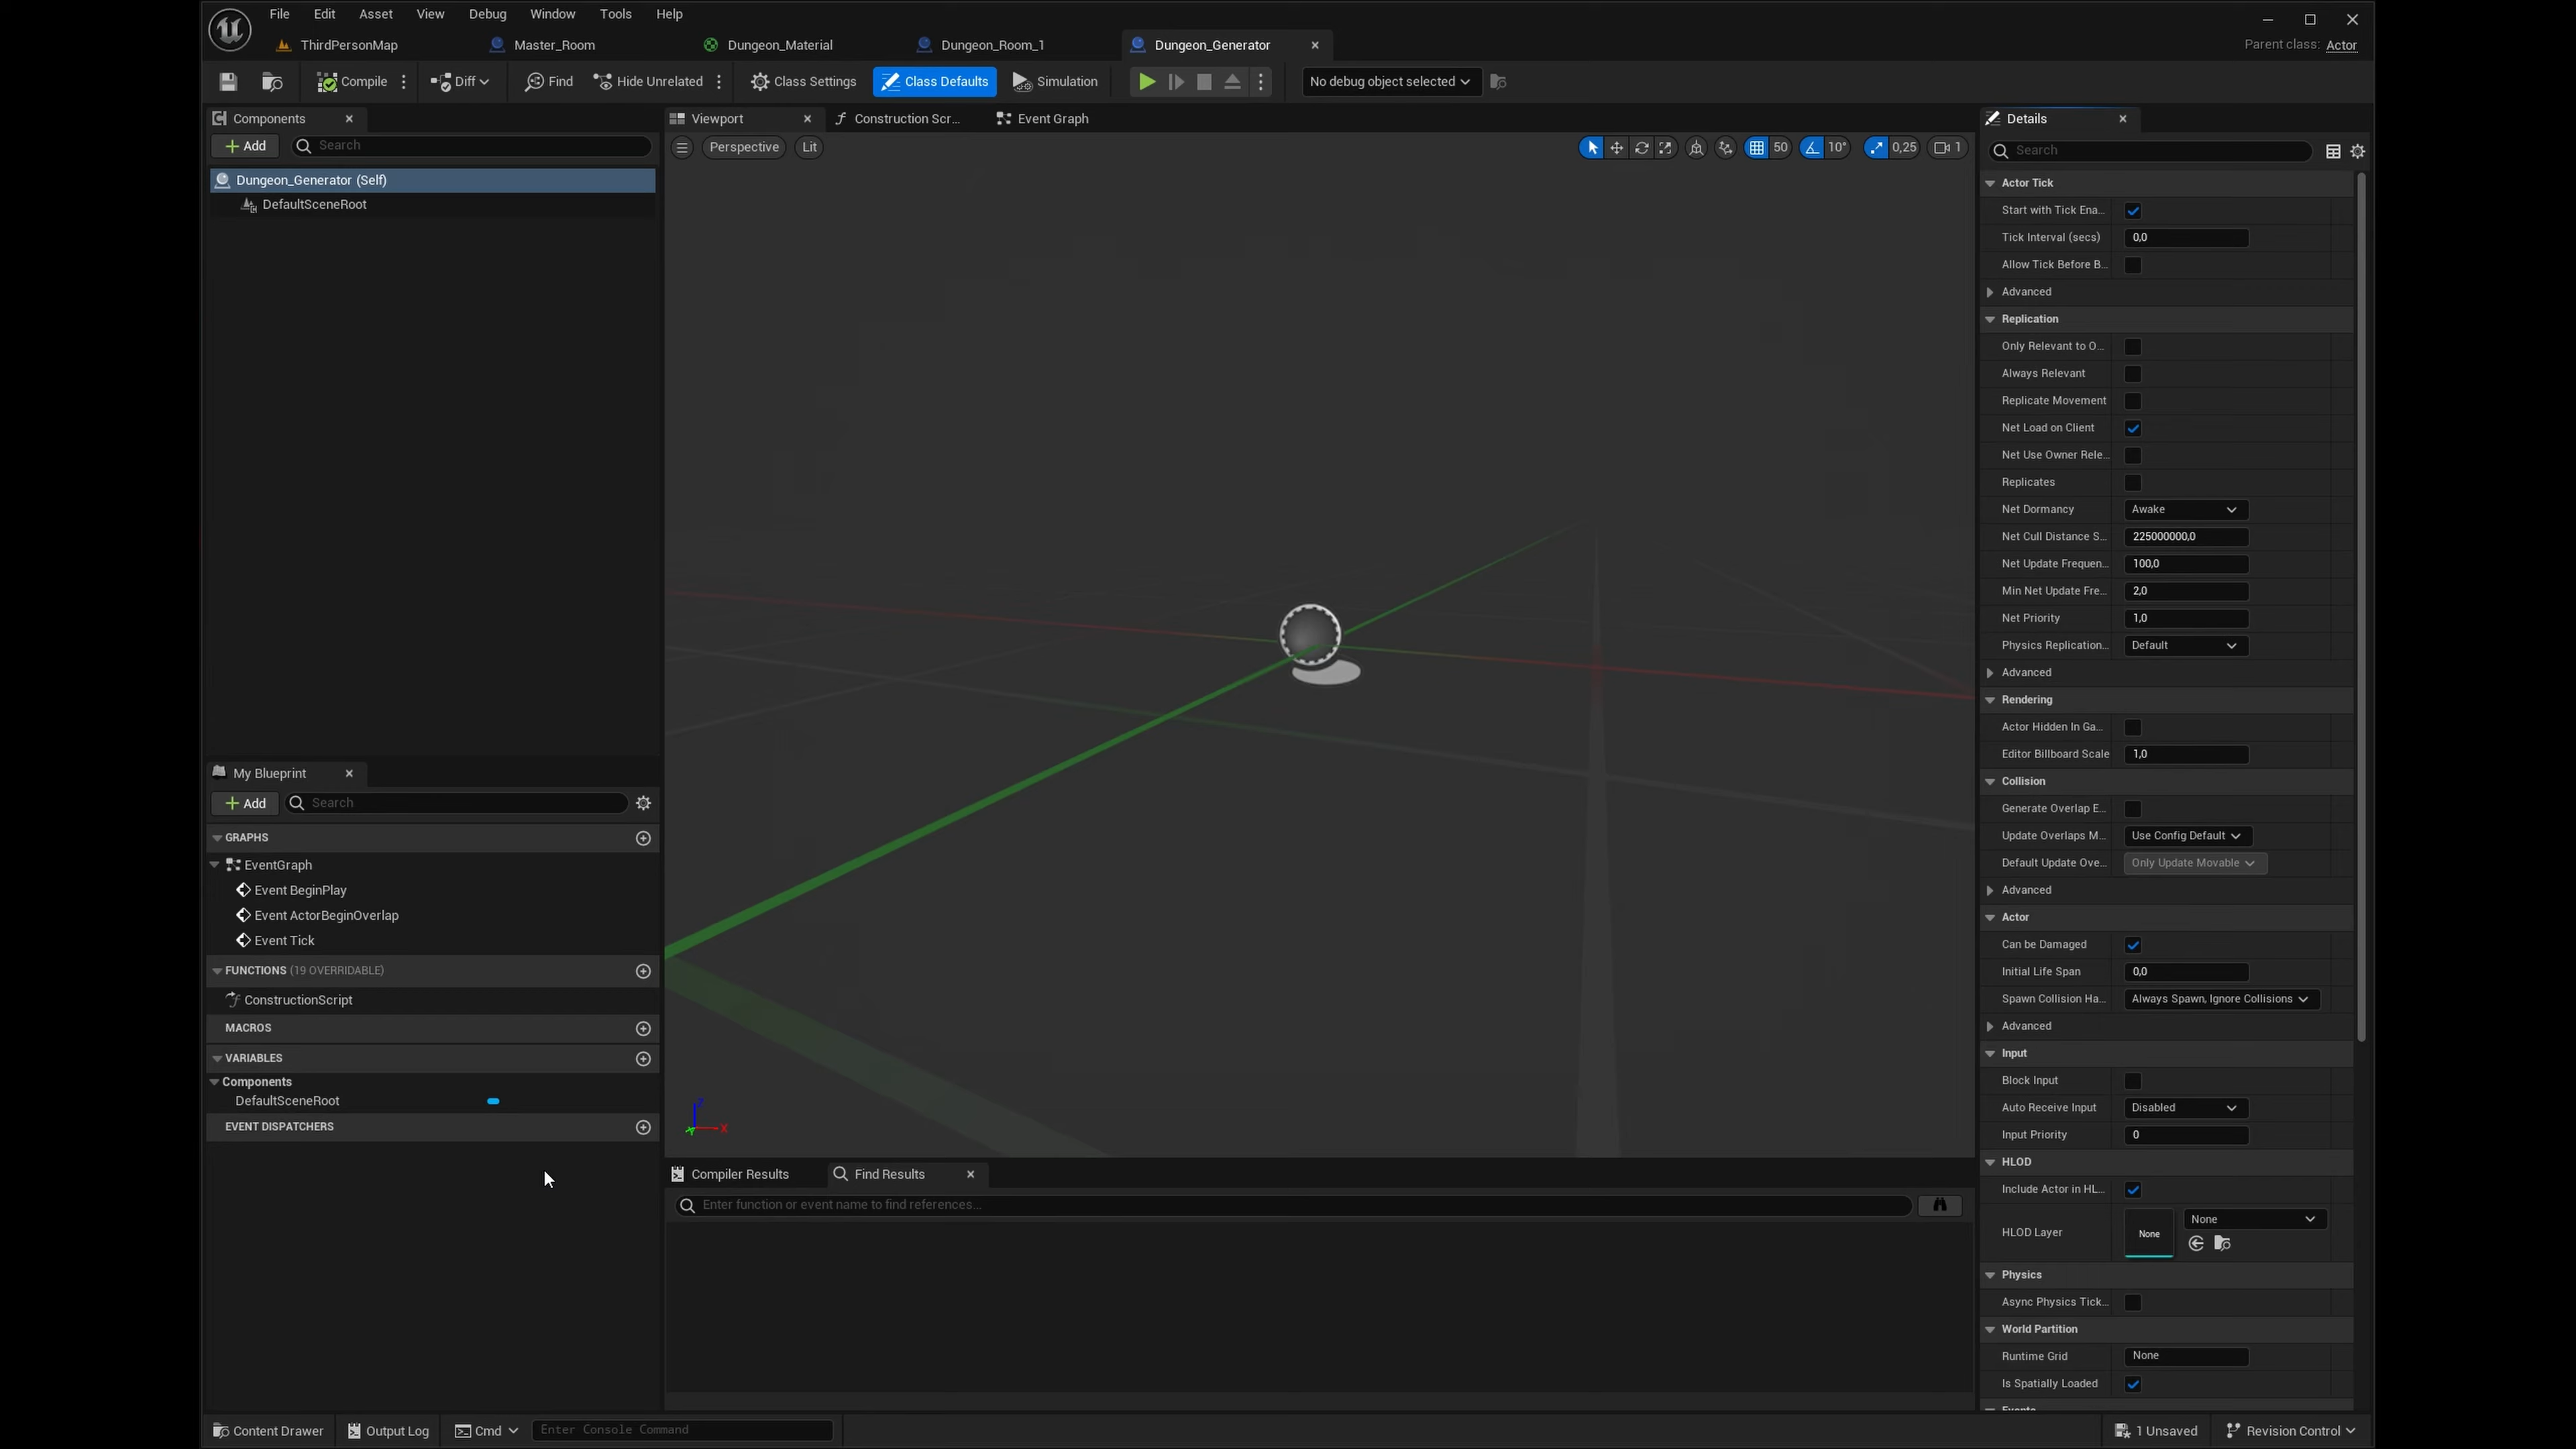 File Edit Asset View Debug Window Tools Help
ThirdPersonMap Master_Room Dungeon_Material Dungeon_Room_1 Dungeon_Generator Parent class: Actor
Compile Diff Find Hide Unrelated Class Settings Class Defaults Simulation No debug object selected
Components
Add Search
Dungeon_Generator (Self)
DefaultSceneRoot
My Blueprint
Add Search
GRAPHS
EventGraph
Event BeginPlay
Event ActorBeginOverlap
Event Tick
FUNCTIONS (19 OVERRIDABLE)
ConstructionScript
MACROS
VARIABLES
Components
DefaultSceneRoot
EVENT DISPATCHERS
Viewport Construction Scr... Event Graph
Perspective Lit 50 10° 0,25 1
Z
X
Compiler Results Find Results
Enter function or event name to find references...
Details
Search
Actor Tick
Start with Tick Ena...
Tick Interval (secs) 0,0
Allow Tick Before B...
Advanced
Replication
Only Relevant to O...
Always Relevant
Replicate Movement
Net Load on Client
Net Use Owner Rele...
Replicates
Net Dormancy Awake
Net Cull Distance S... 225000000,0
Net Update Frequen... 100,0
Min Net Update Fre... 2,0
Net Priority 1,0
Physics Replication... Default
Advanced
Rendering
Actor Hidden In Ga...
Editor Billboard Scale 1,0
Collision
Generate Overlap E...
Update Overlaps M... Use Config Default
Default Update Ove... Only Update Movable
Advanced
Actor
Can be Damaged
Initial Life Span 0,0
Spawn Collision Ha... Always Spawn, Ignore Collisions
Advanced
Input
Block Input
Auto Receive Input Disabled
Input Priority 0
HLOD
Include Actor in HL...
HLOD Layer None None
Physics
Async Physics Tick...
World Partition
Runtime Grid None
Is Spatially Loaded
Events
Content Drawer Output Log Cmd Enter Console Command 1 Unsaved Revision Control